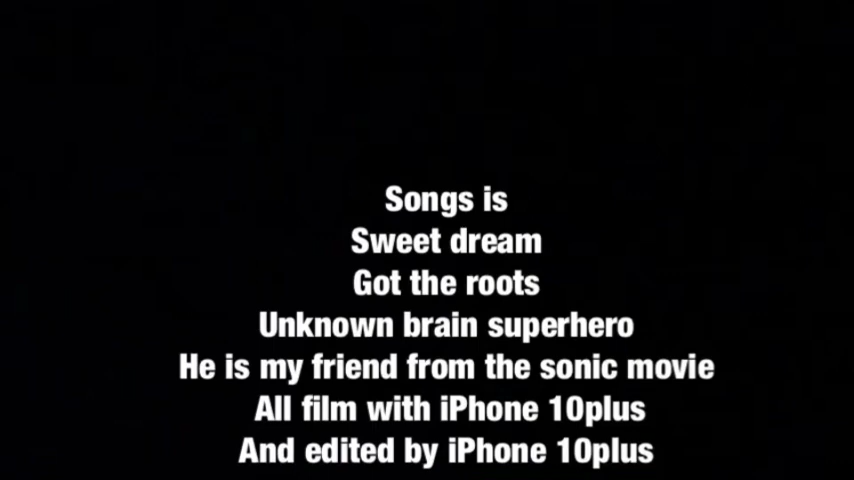 Songs is
Sweet dream
Got the roots
Unknown brain superhero
He is my friend from the sonic movie
All film with iPhone 10plus
And edited by iPhone 10plus